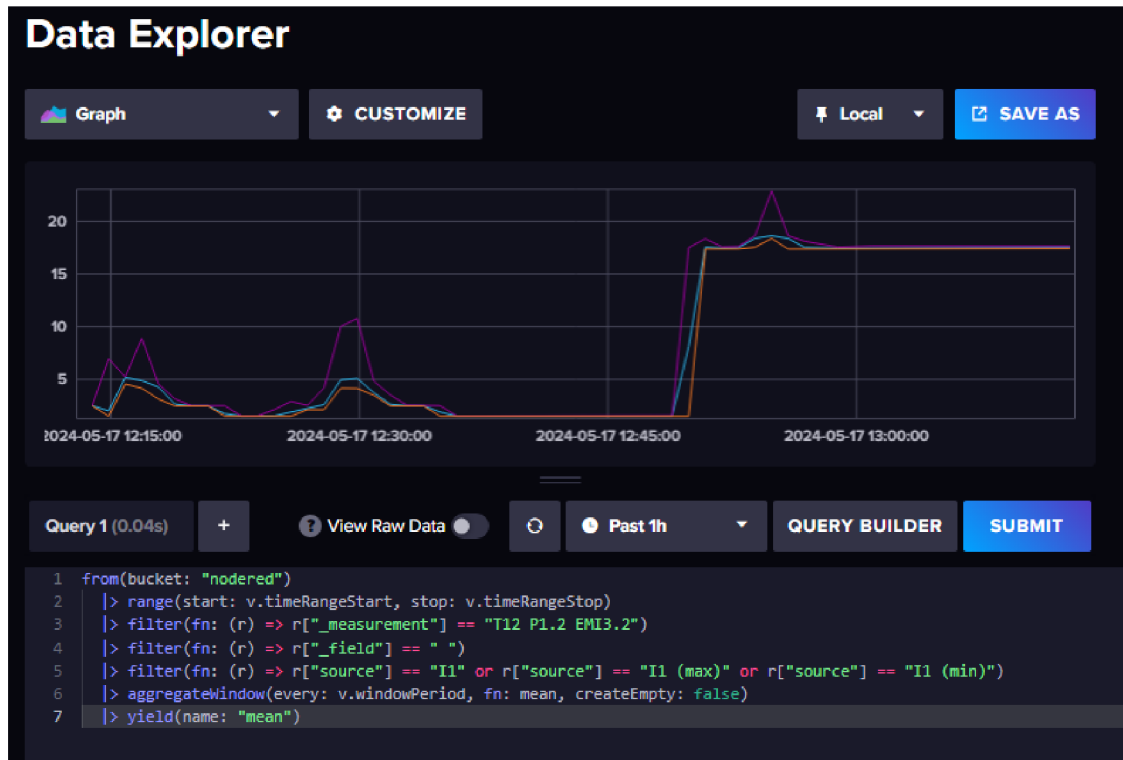 Data Explorer
Graph CUSTOMIZE Local SAVE AS
20
15
10
5
2024-05-17 12:15:00 2024-05-17 12:30:00 2024-05-17 12:45:00 2024-05-17 13:00:00
Query 1 (0.04s) + ? View Raw Data Past 1h QUERY BUILDER SUBMIT
1 from(bucket: "nodered")
2 |> range(start: v.timeRangeStart, stop: v.timeRangeStop)
3 |> filter(fn: (r) => r["_measurement"] == "T12 P1.2 EMI3.2")
4 |> filter(fn: (r) => r["_field"] == " ")
5 |> filter(fn: (r) => r["source"] == "I1" or r["source"] == "I1 (max)" or r["source"] == "I1 (min)")
6 |> aggregateWindow(every: v.windowPeriod, fn: mean, createEmpty: false)
7 |> yield(name: "mean")